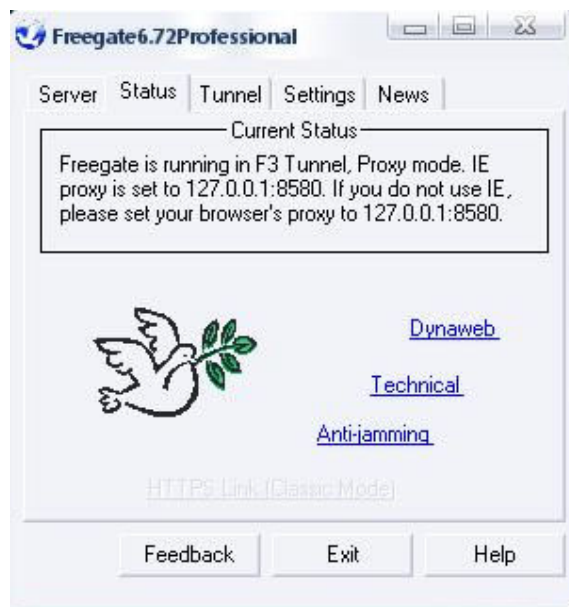 Freegate6.72Professional
Server Status Tunnel Settings News
Current Status
Freegate is running in F3 Tunnel, Proxy mode. IE
proxy is set to 127.0.0.1:8580. If you do not use IE,
please set your browser's proxy to 127.0.0.1:8580.
Dynaweb
Technical
Anti-jamming
HTTPS Link (Classic Mode)
Feedback Exit Help